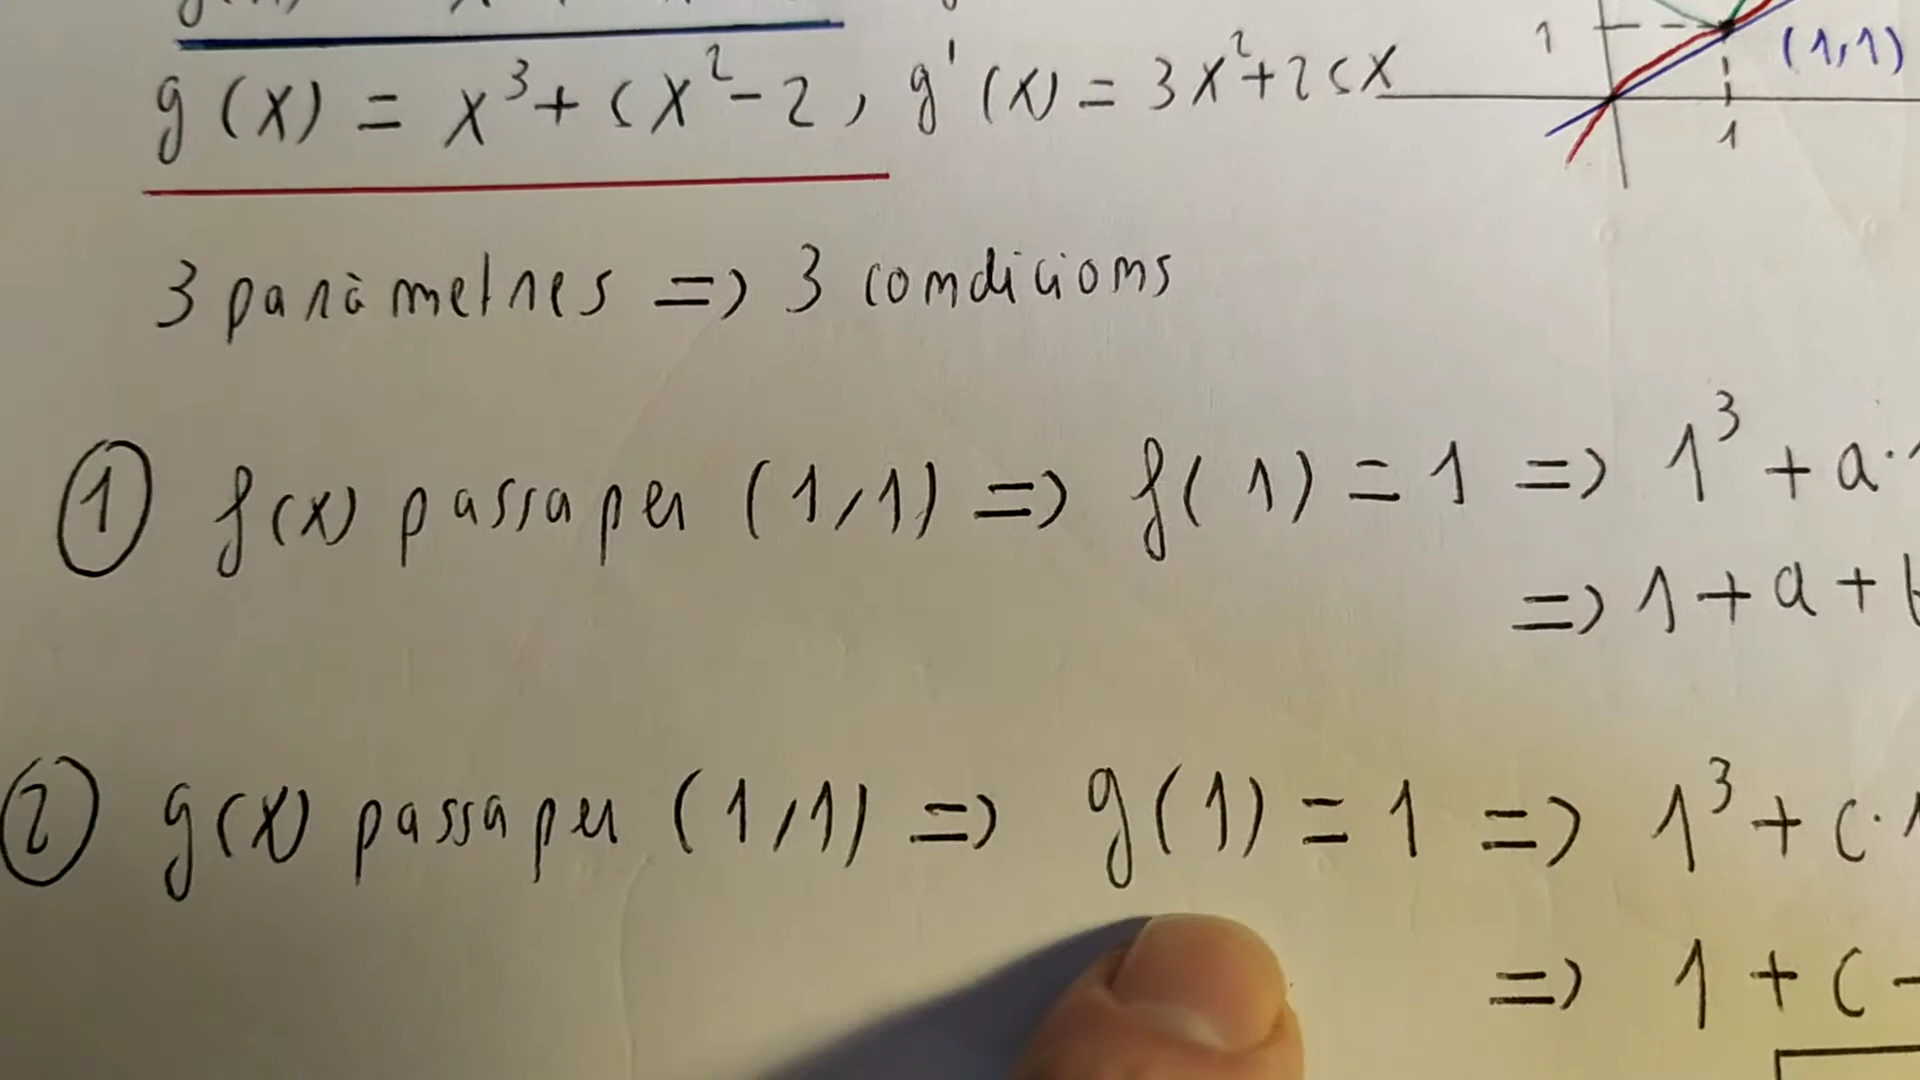 g(x) = x³ + cx² - 2, g'(x) = 3x² + 2cx
1
(1,1)
1
3 paràmetres => 3 condicions
① f(x) passa per (1,1) => f(1) = 1 => 1³ + a·
=> 1 + a +
② g(x) passa per (1,1) => g(1) = 1 => 1³ + c·1
=> 1 + c -